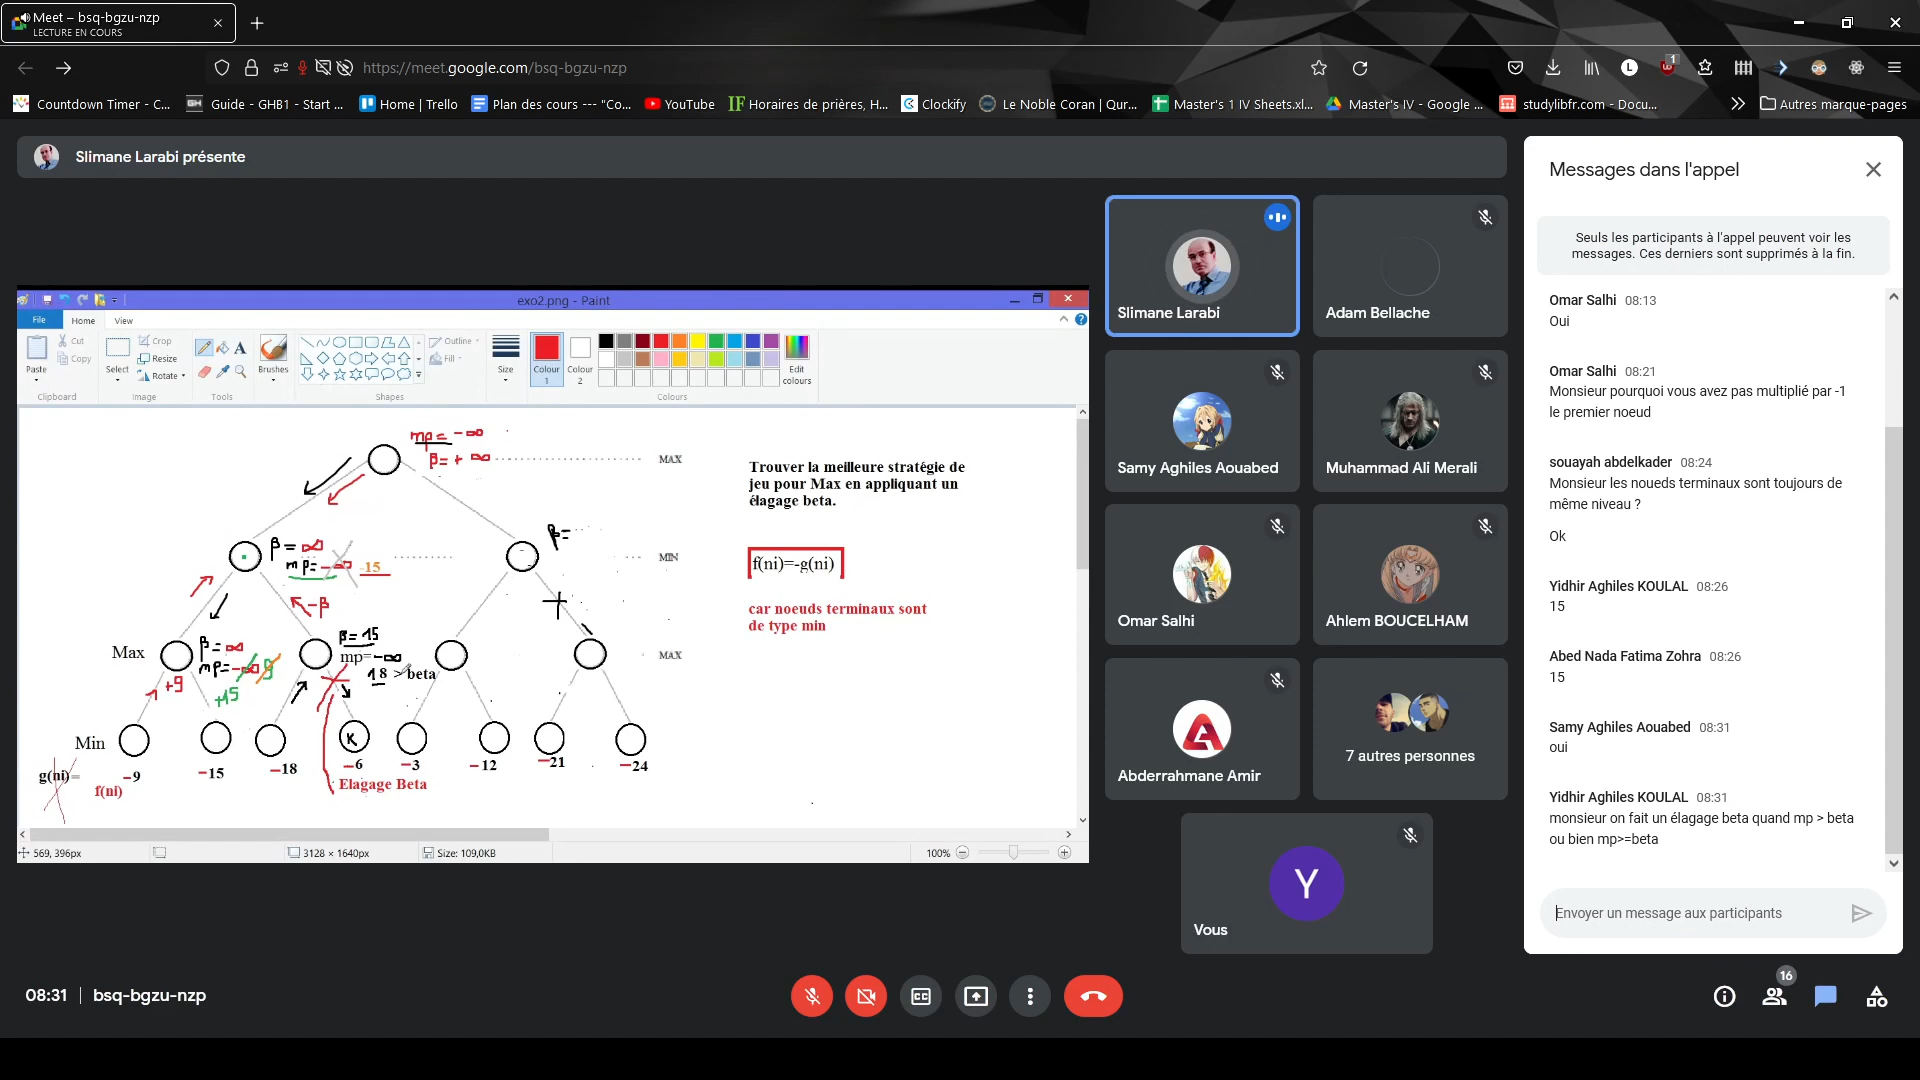 Meet – bsq-bgzu-nzp
LECTURE EN COURS
https://meet.google.com/bsq-bgzu-nzp
1
Countdown Timer - C...
GH Guide - GHB1 - Start ...
Home | Trello
Plan des cours --- "Co...
YouTube
IF Horaires de prières, H...
Clockify
Le Noble Coran | Qur...
Master's 1 IV Sheets.xl...
Master's IV - Google ...
studylibfr.com - Docu...
Autres marque-pages
Slimane Larabi présente
exo2.png - Paint
File
Home
View
Paste
Cut
Copy
Clipboard
Select
Crop
Resize
Rotate
Image
Tools
Brushes
Shapes
Outline
Fill
Size
Colour
1
Colour
2
Edit
colours
Colours
mp= -∞
β= + ∞
MAX
β = ∞
mp= -∞ -15
β=
MIN
-β
Max
β= ∞
mp= -∞ 9
+9
+15
β= 15
mp= -∞
18 > beta
MAX
Min
K
g(ni)=
f(ni)
-9
-15
-18
-6
-3
-12
-21
-24
Elagage Beta
Trouver la meilleure stratégie de
jeu pour Max en appliquant un
élagage beta.
f(ni)=-g(ni)
car noeuds terminaux sont
de type min
569, 396px
3128 × 1640px
Size: 109,0KB
100%
Slimane Larabi
Adam Bellache
Samy Aghiles Aouabed
Muhammad Ali Merali
Omar Salhi
Ahlem BOUCELHAM
Abderrahmane Amir
7 autres personnes
Y
Vous
Messages dans l'appel
Seuls les participants à l'appel peuvent voir les
messages. Ces derniers sont supprimés à la fin.
Omar Salhi 08:13
Oui
Omar Salhi 08:21
Monsieur pourquoi vous avez pas multiplié par -1
le premier noeud
souayah abdelkader 08:24
Monsieur les noueds terminaux sont toujours de
même niveau ?
Ok
Yidhir Aghiles KOULAL 08:26
15
Abed Nada Fatima Zohra 08:26
15
Samy Aghiles Aouabed 08:31
oui
Yidhir Aghiles KOULAL 08:31
monsieur on fait un élagage beta quand mp > beta
ou bien mp>=beta
Envoyer un message aux participants
08:31 | bsq-bgzu-nzp
16